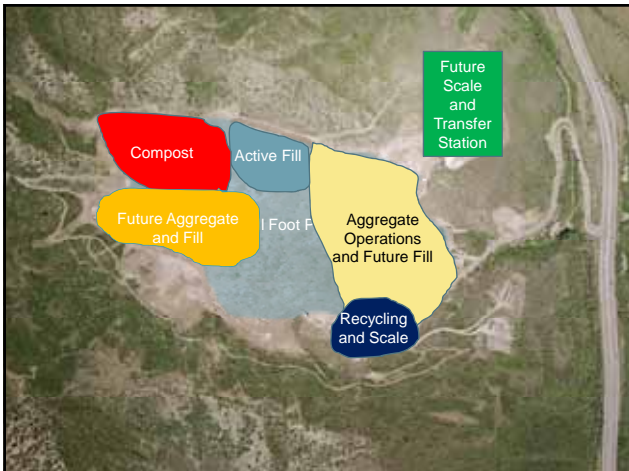 Future
Scale
and
Transfer
Station
Compost
Active Fill
Future Aggregate
and Fill
l Foot
Aggregate
Operations
and Future Fill
Recycling
and Scale